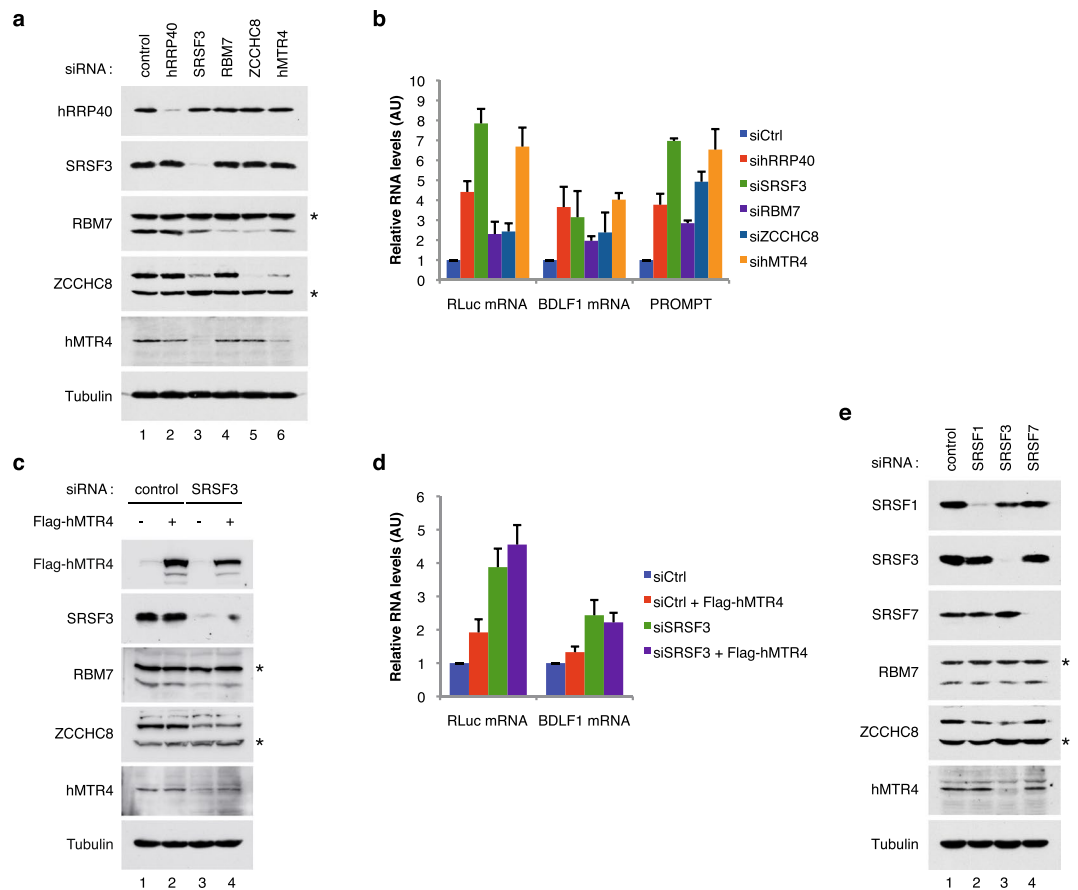 a
siRNA :
control
hRRP40
SRSF3
RBM7
ZCCHC8
hMTR4
hRRP40
SRSF3
RBM7
*
ZCCHC8
*
hMTR4
Tubulin
1 2 3 4 5 6
b
Relative RNA levels (AU)
10
9
8
7
6
5
4
3
2
1
0
RLuc mRNA BDLF1 mRNA PROMPT
siCtrl
sihRRP40
siSRSF3
siRBM7
siZCCHC8
sihMTR4
c
siRNA : control SRSF3
Flag-hMTR4 - + - +
Flag-hMTR4
SRSF3
RBM7
*
ZCCHC8
*
hMTR4
Tubulin
1 2 3 4
d
Relative RNA levels (AU)
6
5
4
3
2
1
0
RLuc mRNA BDLF1 mRNA
siCtrl
siCtrl + Flag-hMTR4
siSRSF3
siSRSF3 + Flag-hMTR4
e
siRNA :
control
SRSF1
SRSF3
SRSF7
SRSF1
SRSF3
SRSF7
RBM7
*
ZCCHC8
*
hMTR4
Tubulin
1 2 3 4